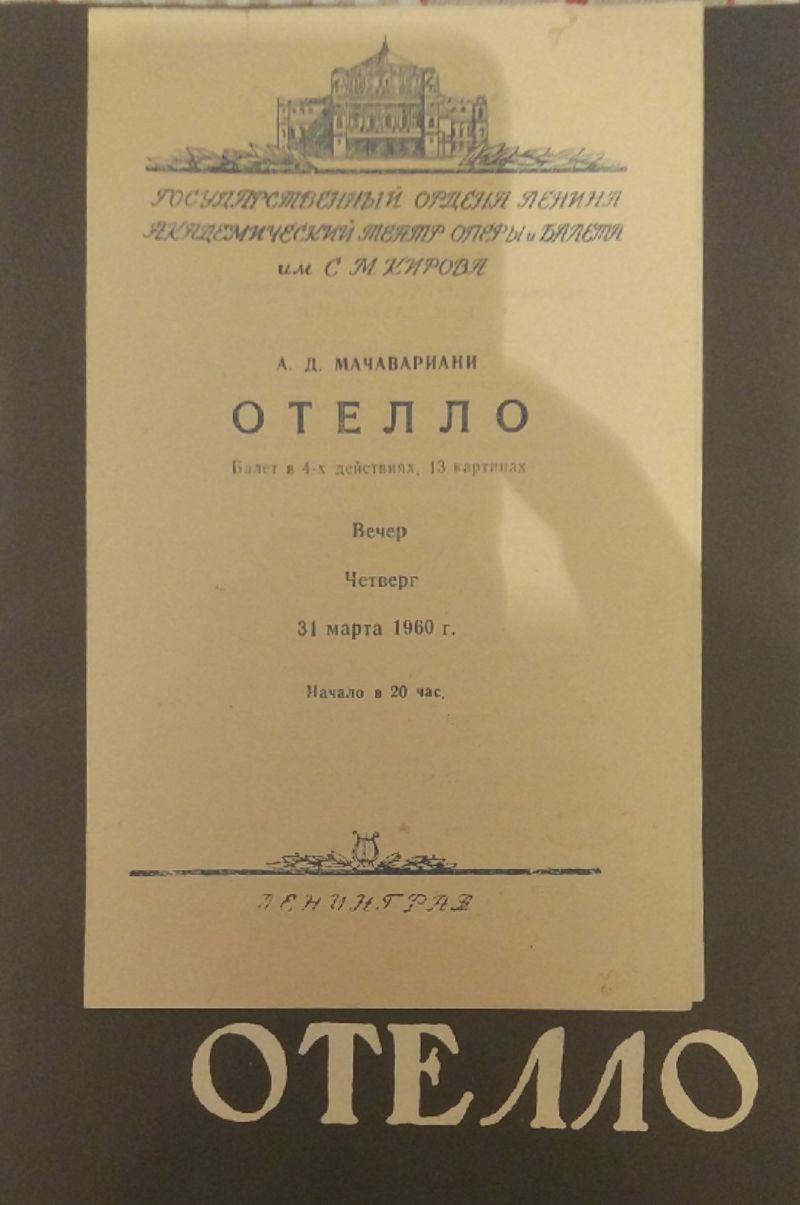 ГОСУДАРСТВЕННЫЙ ОРДЕНА ЛЕНИНА
АКАДЕМИЧЕСКИЙ ТЕАТР ОПЕРЫ и БАЛЕТА
им С М КИРОВА
А. Д. МАЧАВАРИАНИ
ОТЕЛЛО
Балет в 4-х действиях, 13 картинах
Вечер
Четверг
31 марта 1960 г.
Начало в 20 час.
ЛЕНИНГРАД
ОТЕЛЛО